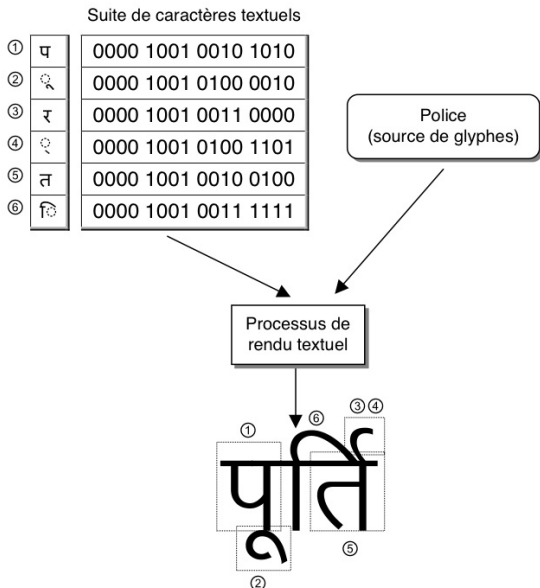 Suite de caractères textuels
① प 0000 1001 0010 1010
② ू 0000 1001 0100 0010
③ र 0000 1001 0011 0000
④ ् 0000 1001 0100 1101
⑤ त 0000 1001 0010 0100
⑥ ि 0000 1001 0011 1111
Police
(source de glyphes)
Processus de
rendu textuel
③ ④
⑥
①
पूर्ति
⑤
②